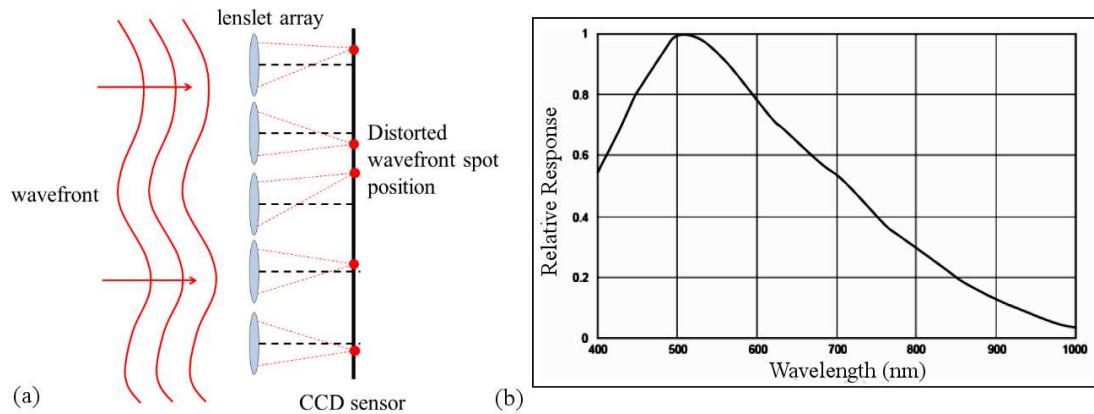 lenslet array
wavefront
Distorted
wavefront spot
position
CCD sensor
(a)
Relative Response
1
0.8
0.6
0.4
0.2
0
400 500 600 700 800 900 1000
Wavelength (nm)
(b)